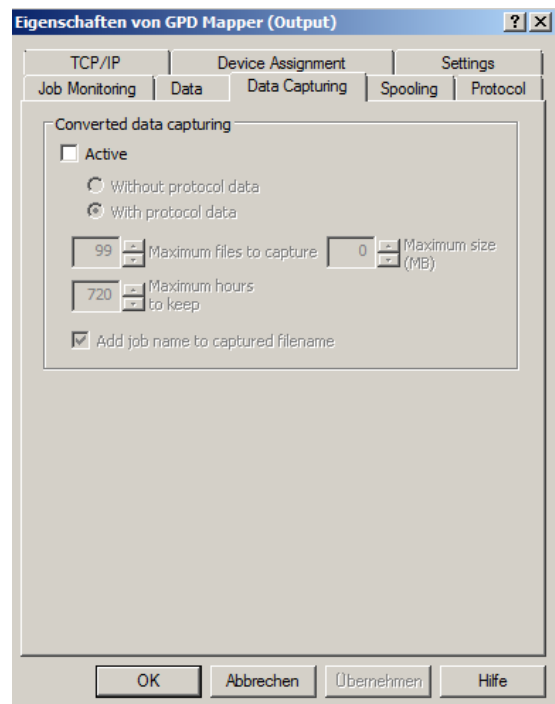 Eigenschaften von GPD Mapper (Output)
TCP/IP Device Assignment Settings
Job Monitoring Data Data Capturing Spooling Protocol
Converted data capturing
Active
Without protocol data
With protocol data
99 Maximum files to capture 0 Maximum size
(MB)
720 Maximum hours
to keep
Add job name to captured filename
OK Abbrechen Übernehmen Hilfe